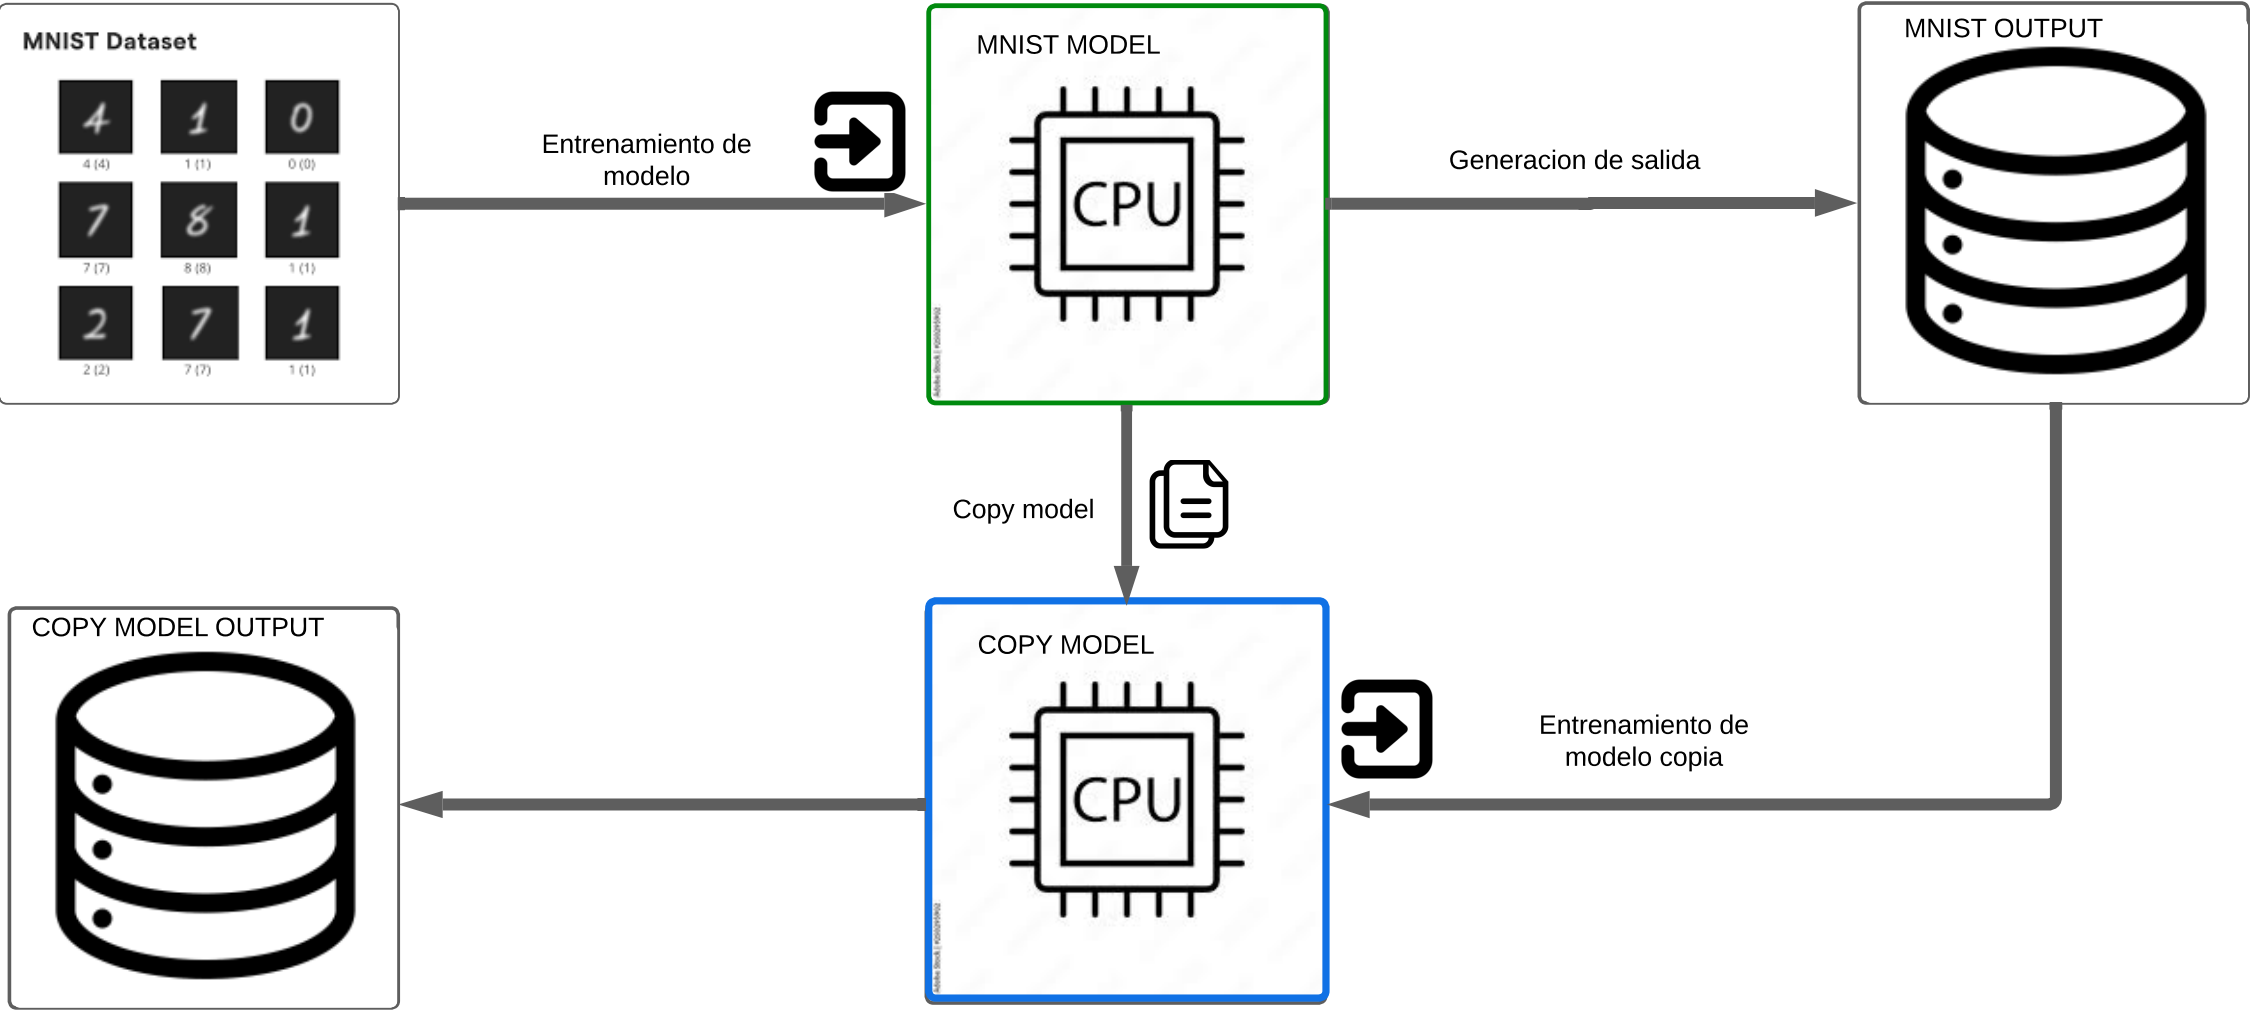 MNIST Dataset
4 1 0
4 (4) 1 (1) 0 (0)
7 8 1
7 (7) 8 (8) 1 (1)
2 7 1
2 (2) 7 (7) 1 (1)
Entrenamiento de
modelo
MNIST MODEL
CPU
Generacion de salida
MNIST OUTPUT
Copy model
COPY MODEL OUTPUT
COPY MODEL
CPU
Entrenamiento de
modelo copia